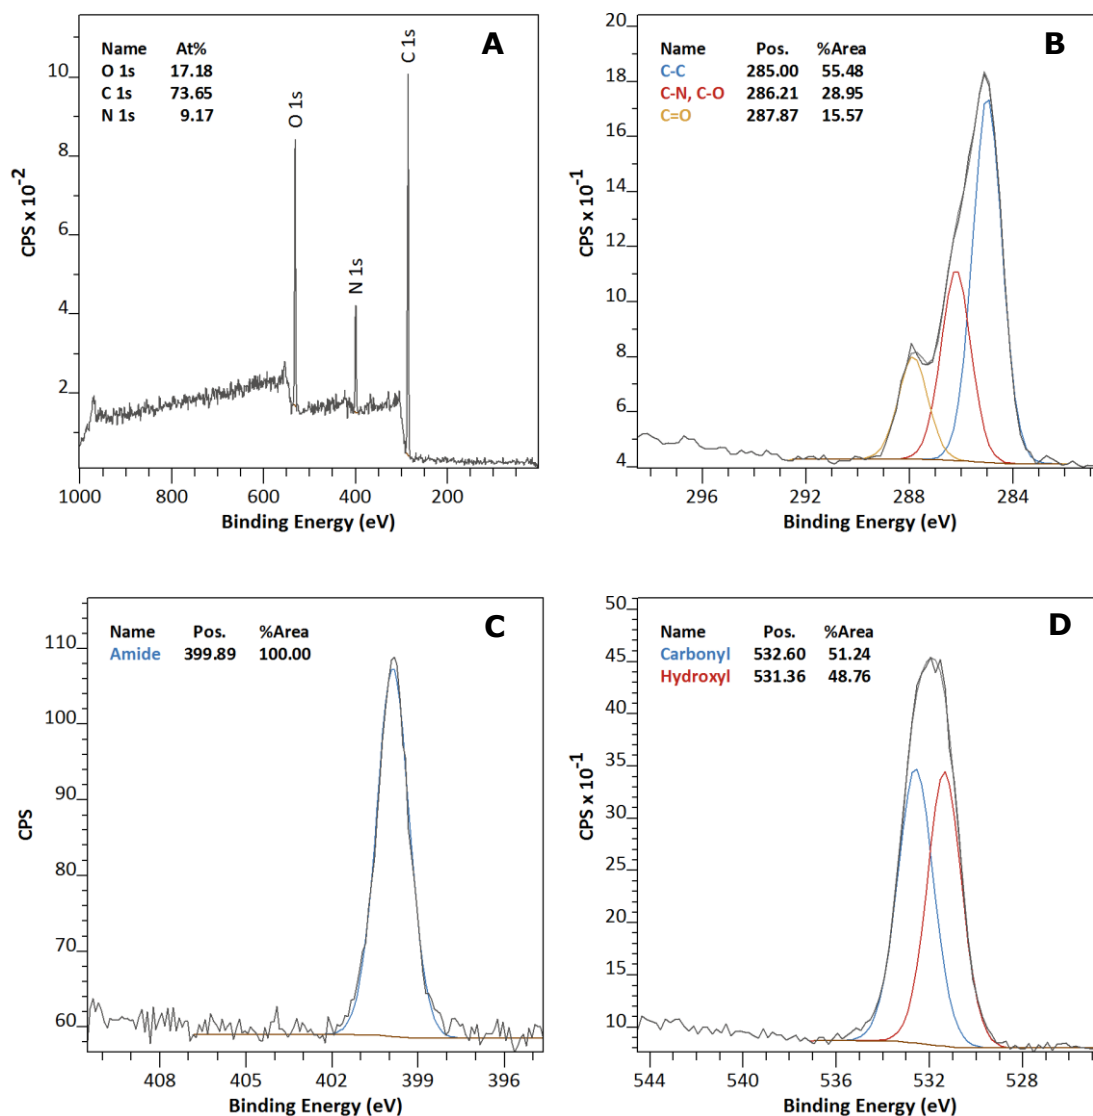 A
Name At%
O 1s 17.18
C 1s 73.65
N 1s 9.17
O 1s
N 1s
C 1s
CPS x 10-2
10
8
6
4
2
1000 800 600 400 200
Binding Energy (eV)
B
Name Pos. %Area
C-C 285.00 55.48
C-N, C-O 286.21 28.95
C=O 287.87 15.57
CPS x 10-1
20
18
16
14
12
10
8
6
4
296 292 288 284
Binding Energy (eV)
C
Name Pos. %Area
Amide 399.89 100.00
CPS
110
100
90
80
70
60
408 405 402 399 396
Binding Energy (eV)
D
Name Pos. %Area
Carbonyl 532.60 51.24
Hydroxyl 531.36 48.76
CPS x 10-1
50
45
40
35
30
25
20
15
10
544 540 536 532 528
Binding Energy (eV)